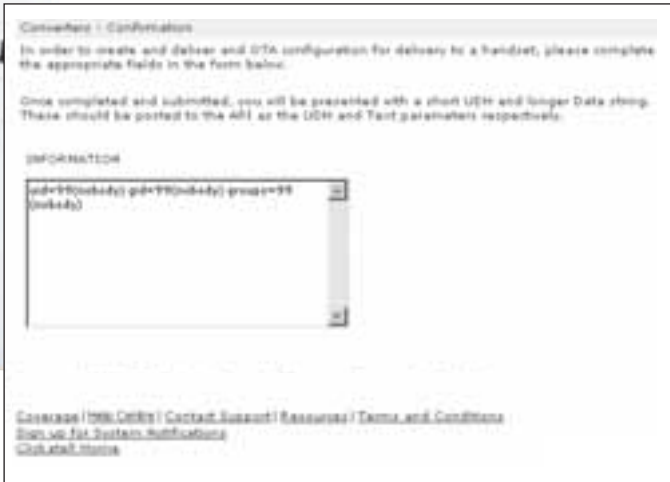 Converters : Confirmation
In order to create and deliver and OTA configuration for delivery to a handset, please complete
the appropriate fields in the form below.
Once completed and submitted, you will be presented with a short UDH and longer Data string.
These should be posted to the API as the UDH and Text parameters respectively.
INFORMATION
uid=99(nobody) gid=99(nobody) groups=99
(nobody)
Coverage | | Contact Support | Resources | Terms and Conditions
Sign up for System Notifications
Clickatell Home